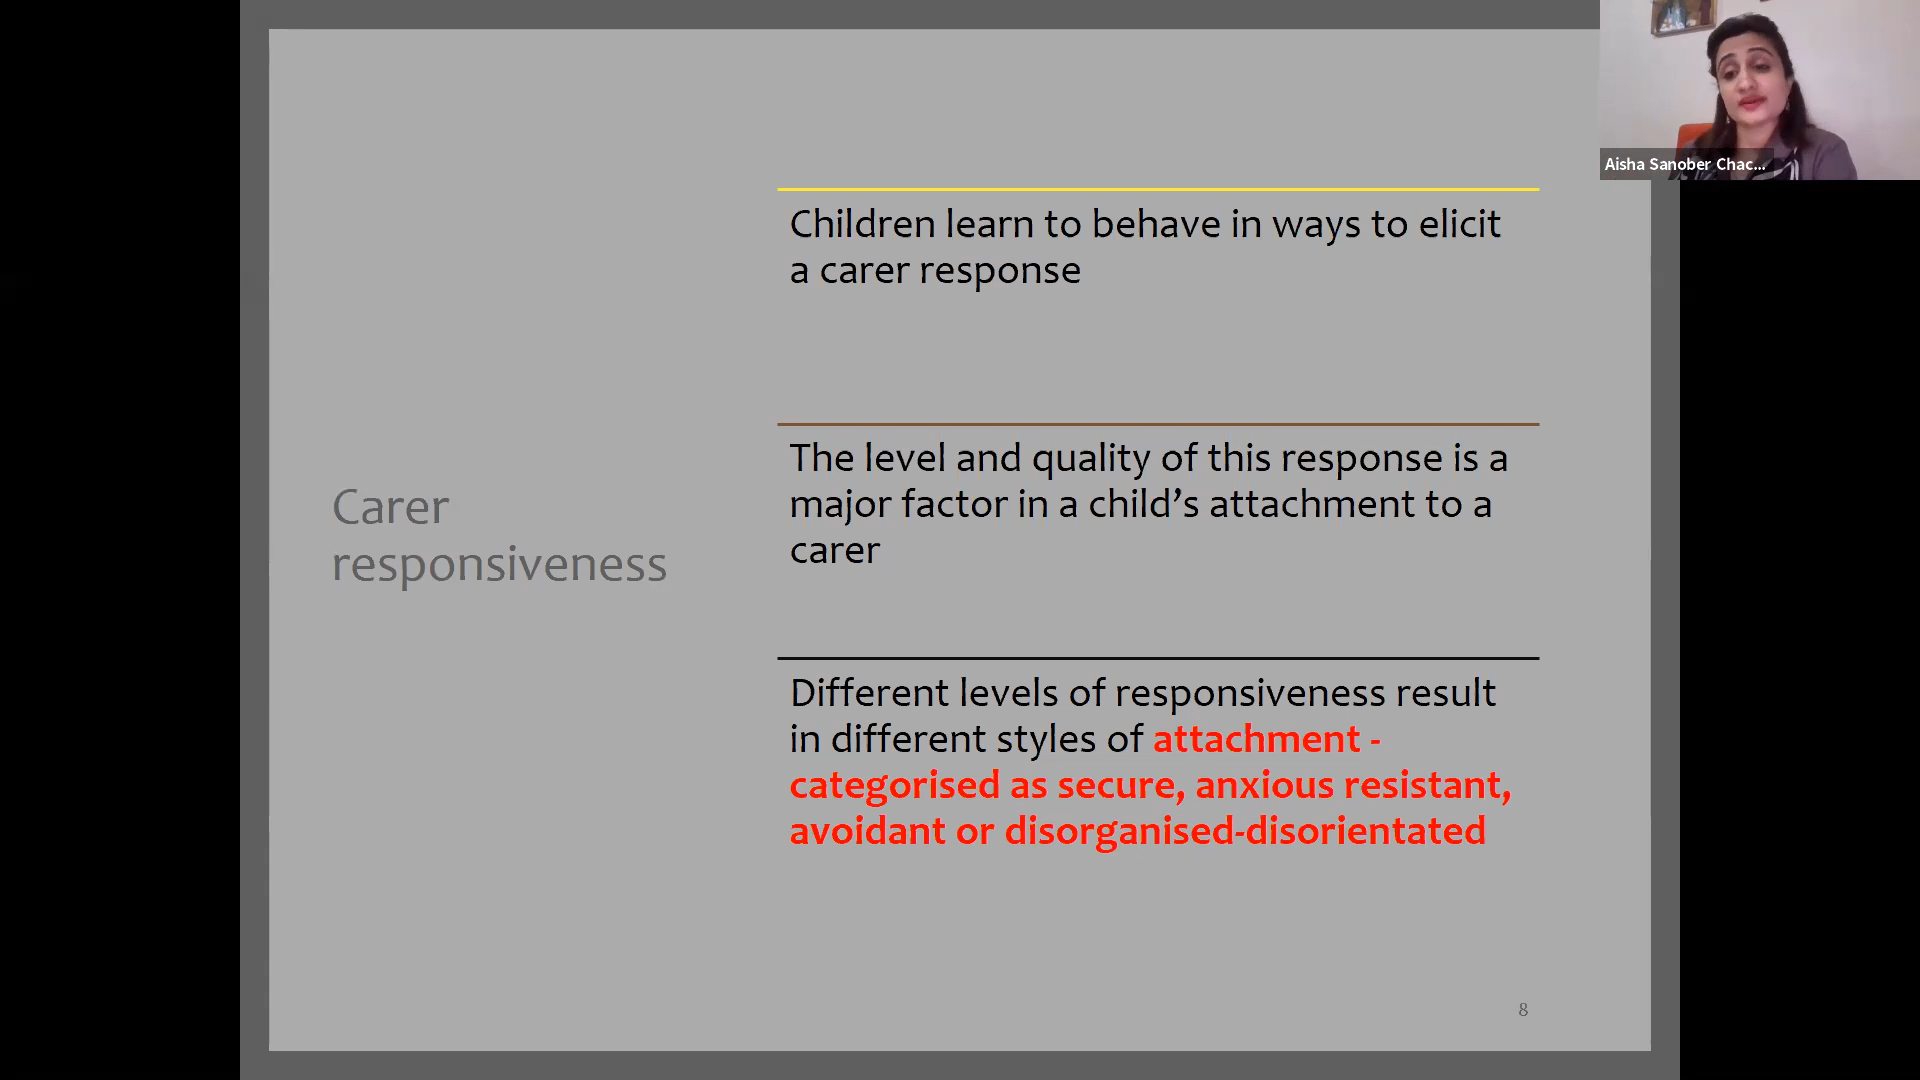 Aisha Sanober Chac...
Children learn to behave in ways to elicit
a carer response
The level and quality of this response is a
major factor in a child’s attachment to a
carer
Carer
responsiveness
Different levels of responsiveness result
in different styles of attachment -
categorised as secure, anxious resistant,
avoidant or disorganised-disorientated
8